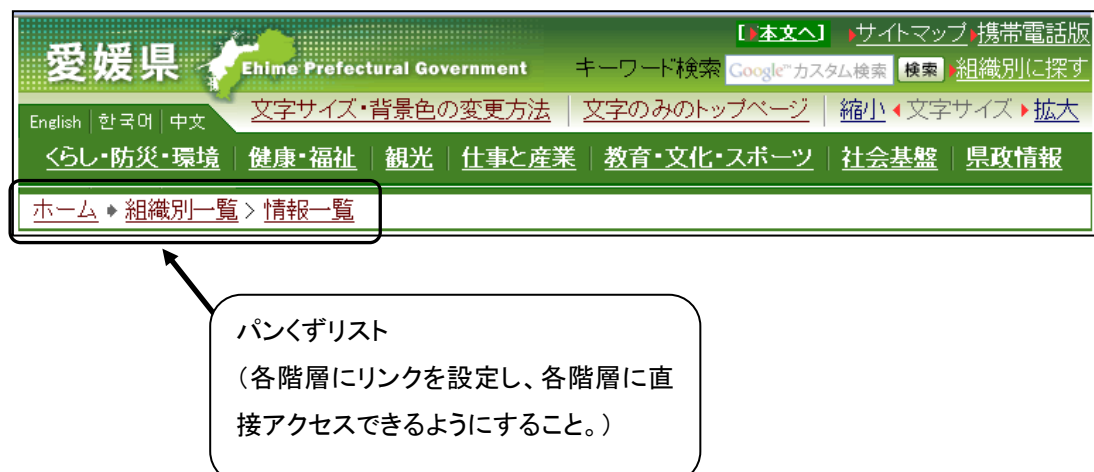 愛媛県 Ehime Prefectural Government
[本文へ] サイトマップ 携帯電話版
キーワード検索 Google™カスタム検索 検索 組織別に探す
English 한국어 中文 文字サイズ・背景色の変更方法 文字のみのトップページ 縮小 文字サイズ 拡大
くらし・防災・環境 健康・福祉 観光 仕事と産業 教育・文化・スポーツ 社会基盤 県政情報
ホーム 組織別一覧 > 情報一覧
パンくずリスト
(各階層にリンクを設定し、各階層に直
接アクセスできるようにすること。)